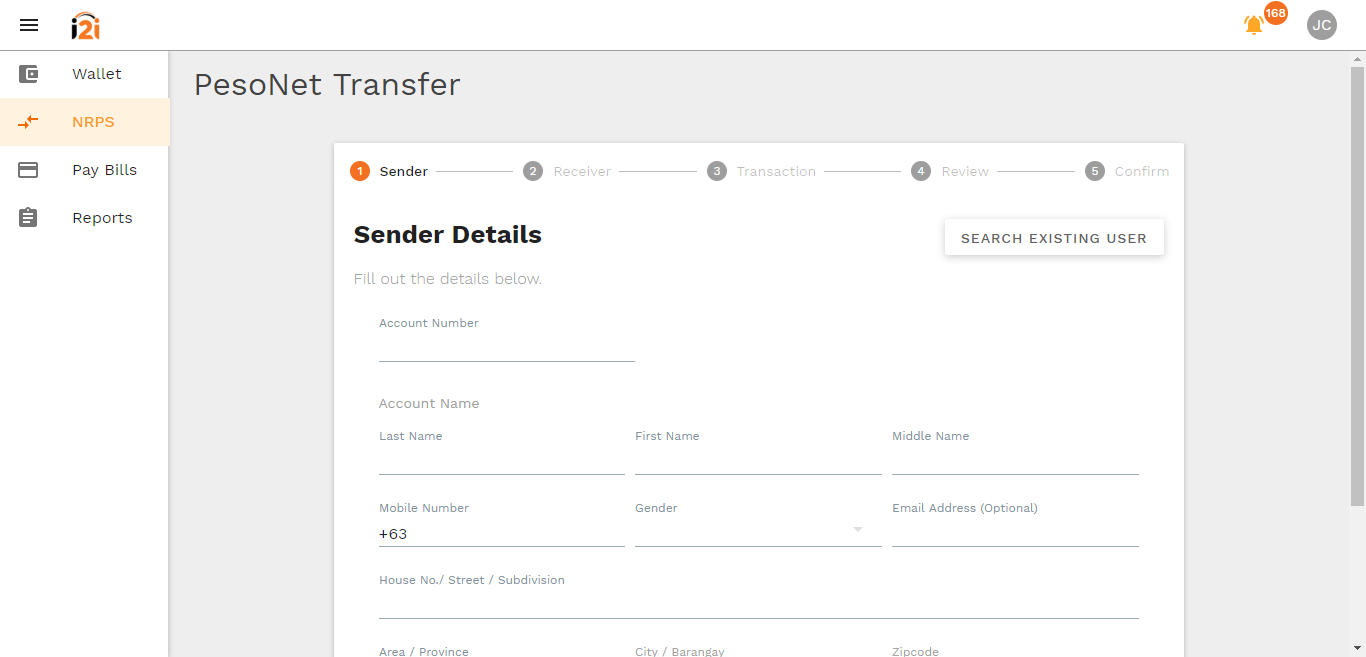 i2i
168
JC
Wallet
NRPS
Pay Bills
Reports
PesoNet Transfer
1 Sender 2 Receiver 3 Transaction 4 Review 5 Confirm
Sender Details
SEARCH EXISTING USER
Fill out the details below.
Account Number
Account Name
Last Name First Name Middle Name
Mobile Number Gender Email Address (Optional)
+63
House No./ Street / Subdivision
Area / Province City / Barangay Zipcode